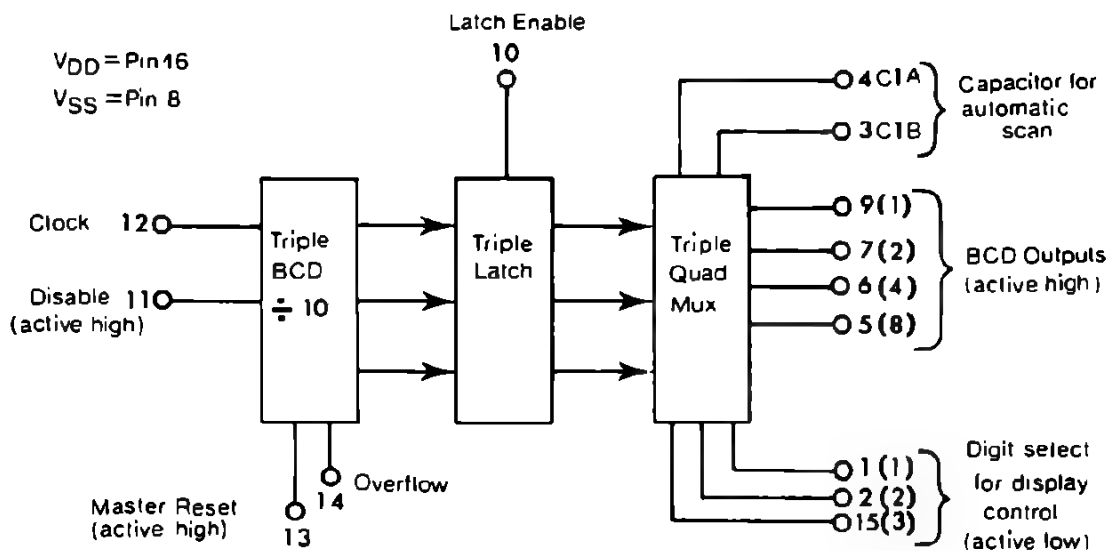 Latch Enable
10
V_DD = Pin 16
V_SS = Pin 8
4 C1A
3 C1B
Capacitor for
automatic
scan
Clock 12
Disable 11
(active high)
Triple
BCD
÷ 10
Triple
Latch
Triple
Quad
Mux
9(1)
7(2)
6(4)
5(8)
BCD Outputs
(active high)
Master Reset
(active high)
13
14
Overflow
1(1)
2(2)
15(3)
Digit select
for display
control
(active low)